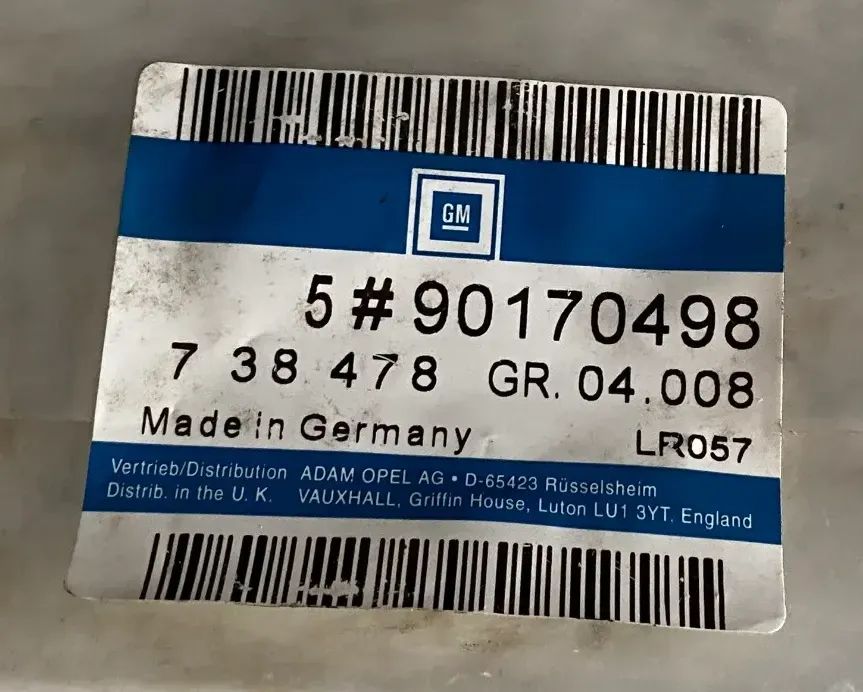 GM
5#90170498
7 38 478 GR. 04.008
Made in Germany LR057
Vertrieb/Distribution ADAM OPEL AG • D-65423 Rüsselsheim
Distrib. in the U. K. VAUXHALL, Griffin House, Luton LU1 3YT. England